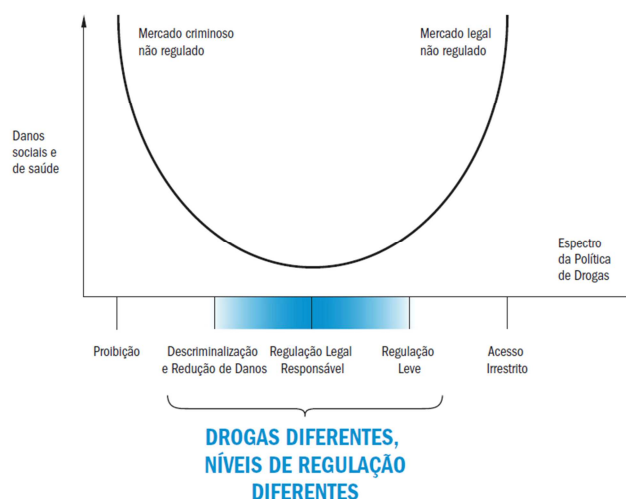 Mercado criminoso
não regulado
Mercado legal
não regulado
Danos
sociais e
de saúde
Espectro
da Política
de Drogas
Proibição
Descriminalização
e Redução de Danos
Regulação Legal
Responsável
Regulação
Leve
Acesso
Irrestrito
DROGAS DIFERENTES,
NÍVEIS DE REGULAÇÃO
DIFERENTES